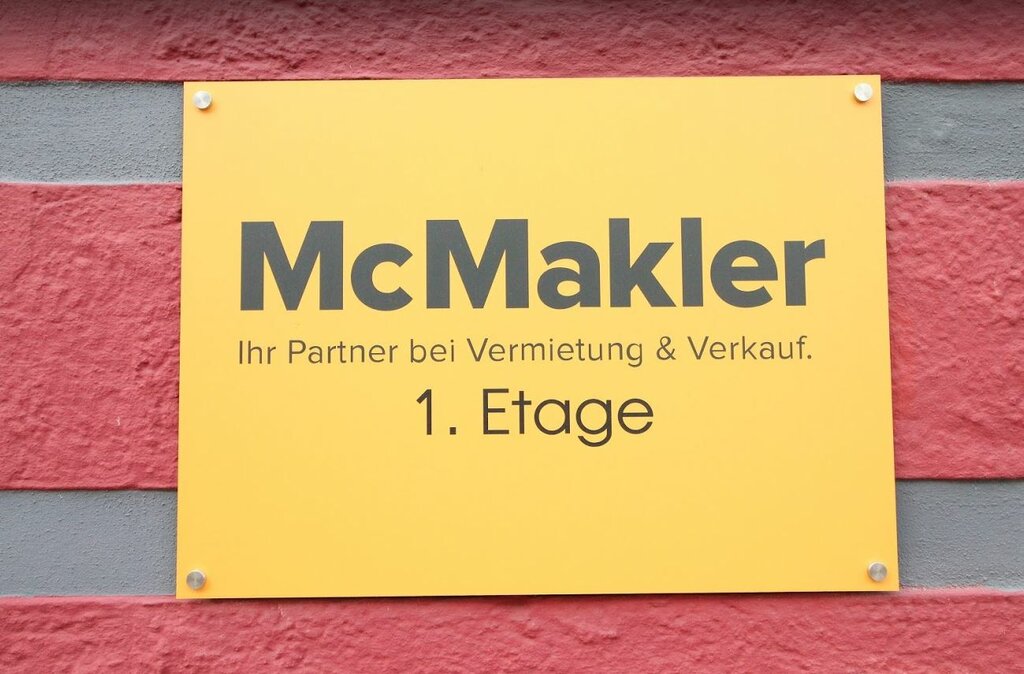 McMakler
Ihr Partner bei Vermietung & Verkauf.
1. Etage